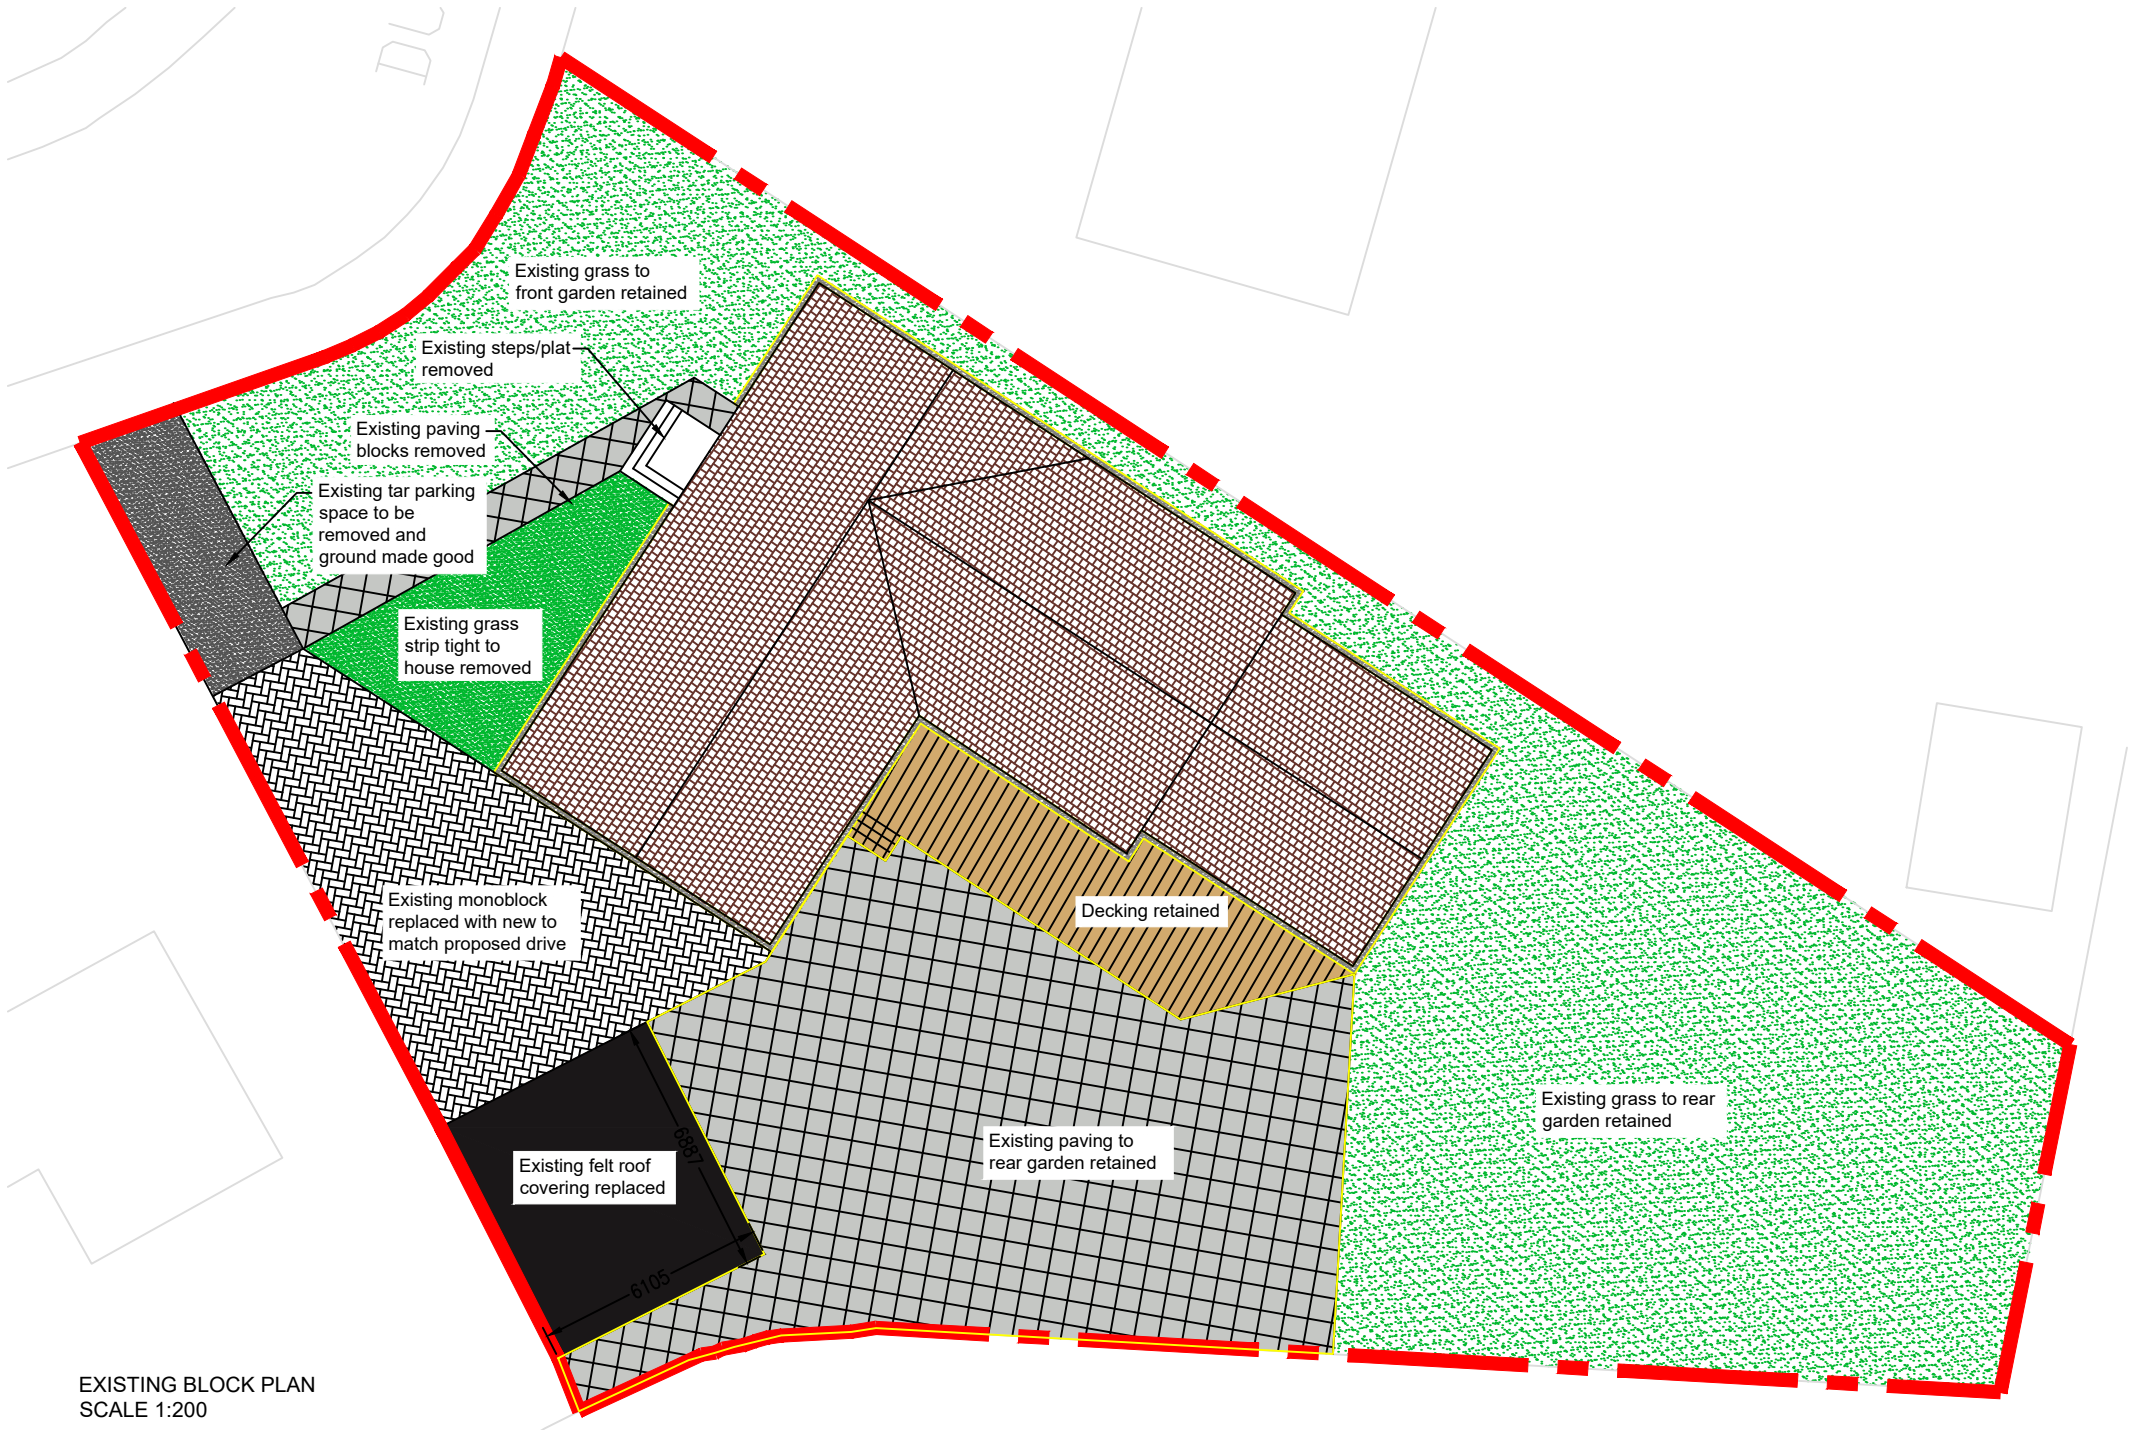 Existing grass to
front garden retained
Existing steps/plat
removed
Existing paving
blocks removed
Existing tar parking
space to be
removed and
ground made good
Existing grass
strip tight to
house removed
Existing monoblock
replaced with new to
match proposed drive
Decking retained
Existing grass to rear
garden retained
Existing paving to
rear garden retained
6887
Existing felt roof
covering replaced
6105
EXISTING BLOCK PLAN
SCALE 1:200